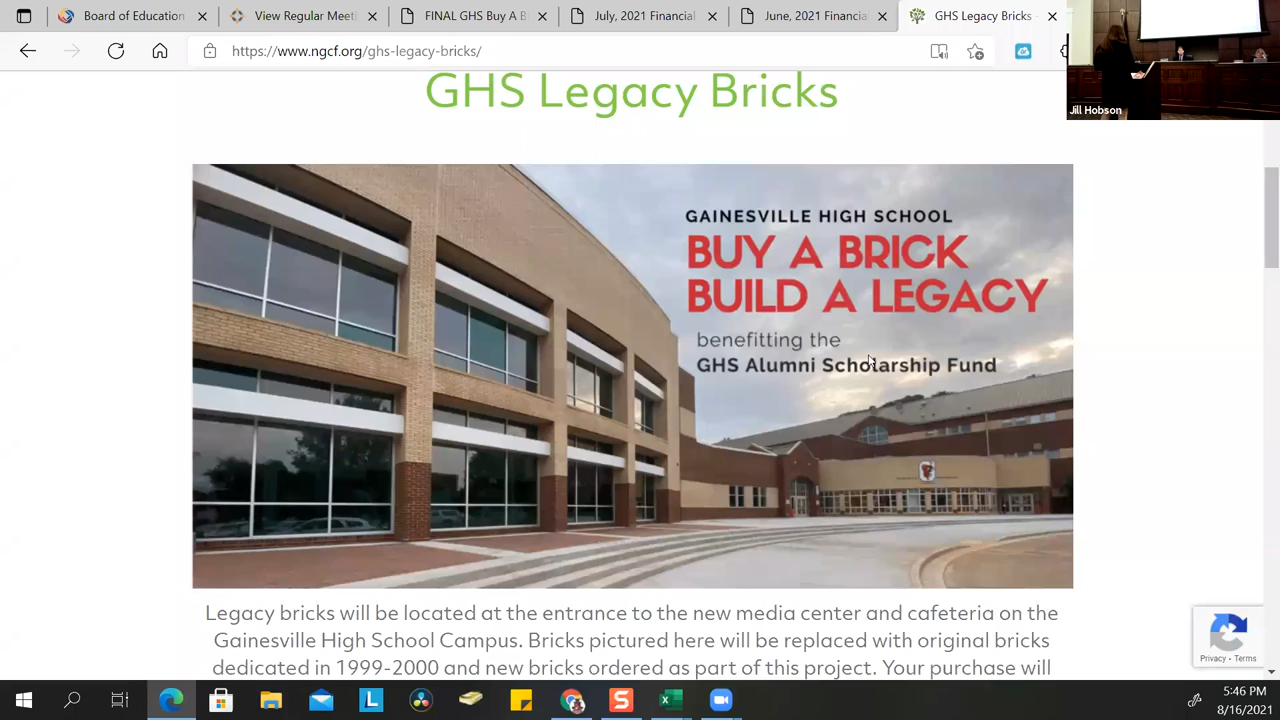 Board of Education
View Regular Meeti
FINAL GHS Buy A B
July, 2021 Financial
June, 2021 Financia
GHS Legacy Bricks -
https://www.ngcf.org/ghs-legacy-bricks/
Jill Hobson
GHS Legacy Bricks
GAINESVILLE HIGH SCHOOL
BUY A BRICK
BUILD A LEGACY
benefitting the
GHS Alumni Scholarship Fund
Legacy bricks will be located at the entrance to the new media center and cafeteria on the
Gainesville High School Campus. Bricks pictured here will be replaced with original bricks
dedicated in 1999-2000 and new bricks ordered as part of this project. Your purchase will
Privacy - Terms
5:46 PM
8/16/2021